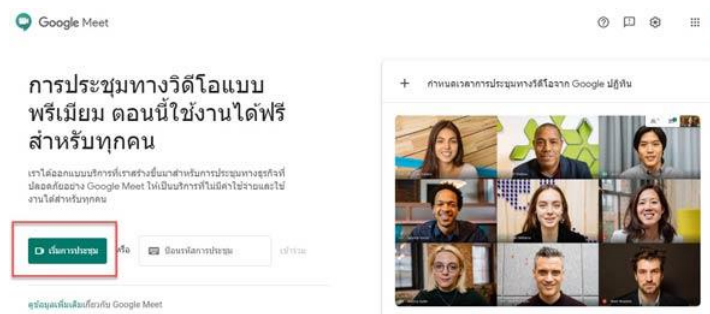 Google Meet
การประชุมทางวิดีโอแบบ
พรีเมียม ตอนนี้ใช้งานได้ฟรี
สำหรับทุกคน
เราได้ออกแบบบริการที่เราสร้างขึ้นมาสำหรับการประชุมทางธุรกิจที่
ปลอดภัยอย่าง Google Meet ให้เป็นบริการที่ไม่มีค่าใช้จ่ายและใช้
งานได้สำหรับทุกคน
เริ่มการประชุม หรือ ป้อนรหัสการประชุม เข้าร่วม
ดูข้อมูลเพิ่มเติมเกี่ยวกับ Google Meet
+ กำหนดเวลาการประชุมทางวิดีโอจาก Google ปฏิทิน